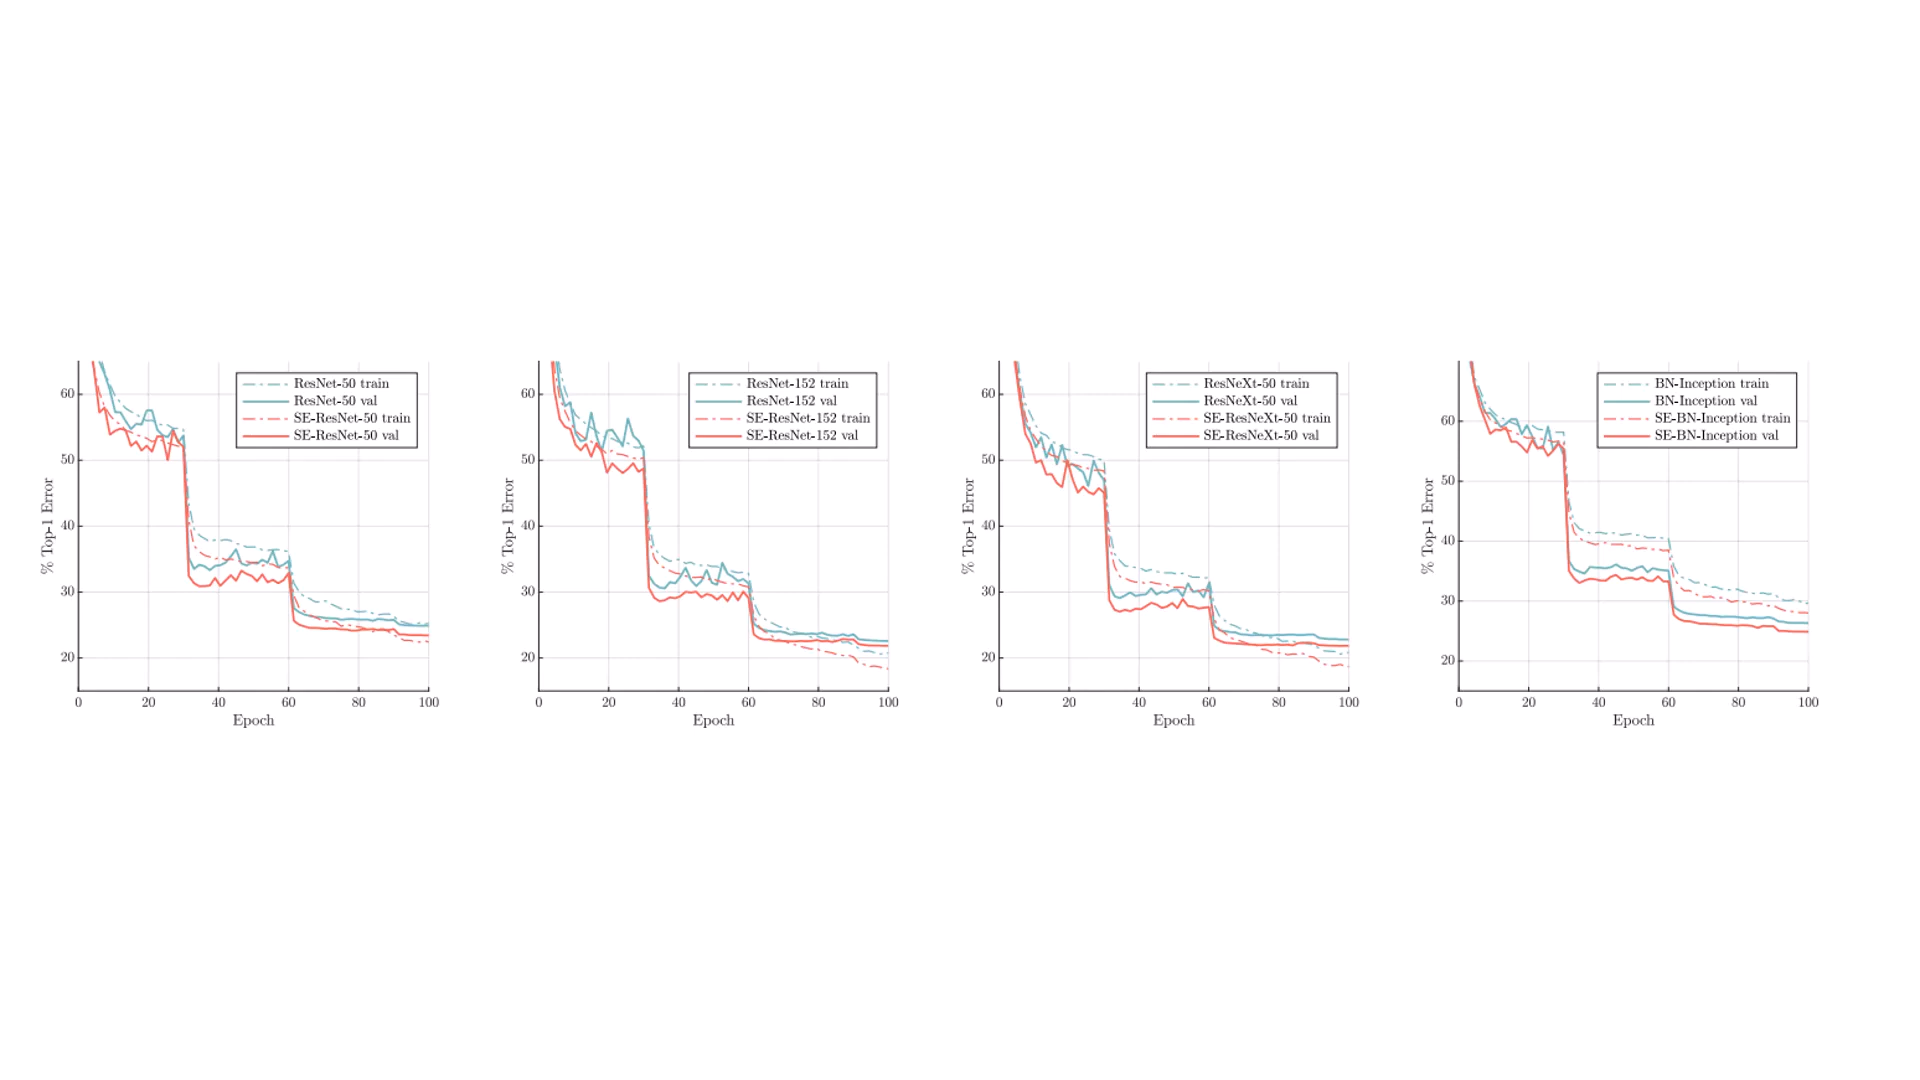 ResNet-50 train
ResNet-50 val
SE-ResNet-50 train
SE-ResNet-50 val
60
50
40
30
20
% Top-1 Error
0 20 40 60 80 100
Epoch
ResNet-152 train
ResNet-152 val
SE-ResNet-152 train
SE-ResNet-152 val
60
50
40
30
20
% Top-1 Error
0 20 40 60 80 100
Epoch
ResNeXt-50 train
ResNeXt-50 val
SE-ResNeXt-50 train
SE-ResNeXt-50 val
60
50
40
30
20
% Top-1 Error
0 20 40 60 80 100
Epoch
BN-Inception train
BN-Inception val
SE-BN-Inception train
SE-BN-Inception val
60
50
40
30
20
% Top-1 Error
0 20 40 60 80 100
Epoch